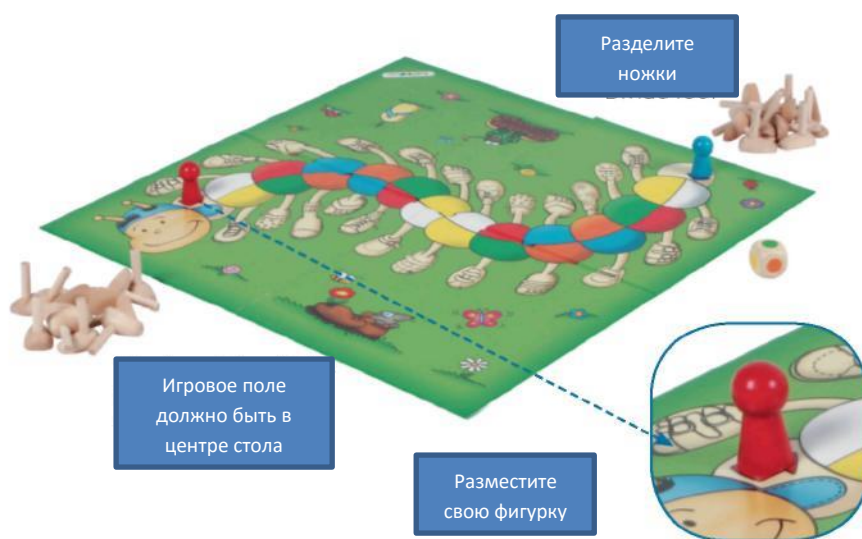 Разделите
ножки
Игровое поле
должно быть в
центре стола
Разместите
свою фигурку